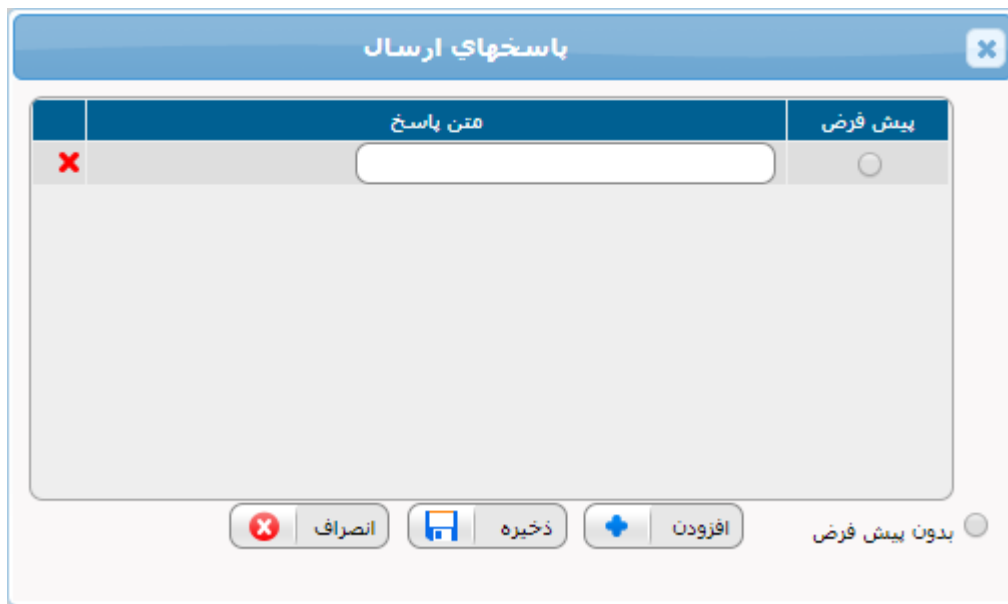 پاسخهاي ارسال
پیش فرض متن پاسخ
بدون پیش فرض افزودن ذخیره انصراف